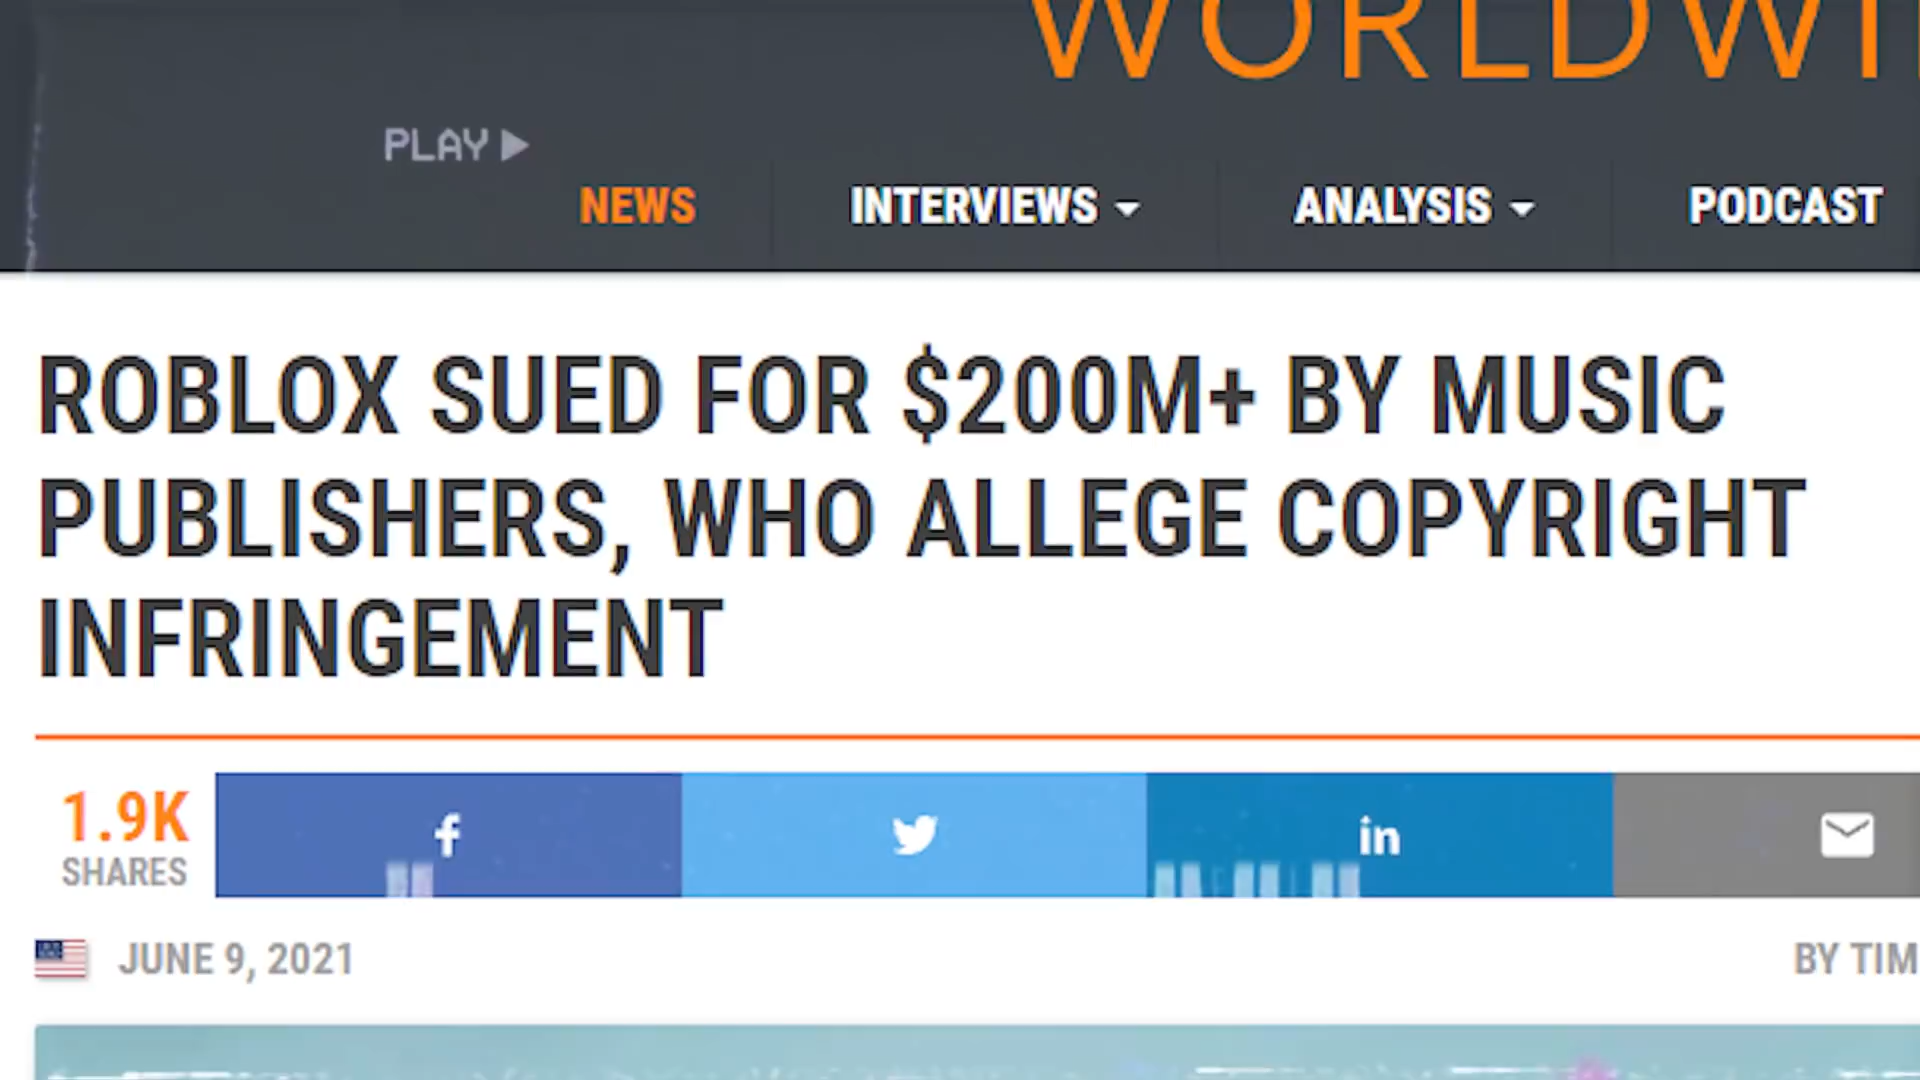 PLAY
NEWS INTERVIEWS ANALYSIS PODCAST
ROBLOX SUED FOR $200M+ BY MUSIC
PUBLISHERS, WHO ALLEGE COPYRIGHT
INFRINGEMENT
1.9K
SHARES
f
in
JUNE 9, 2021
BY TIM